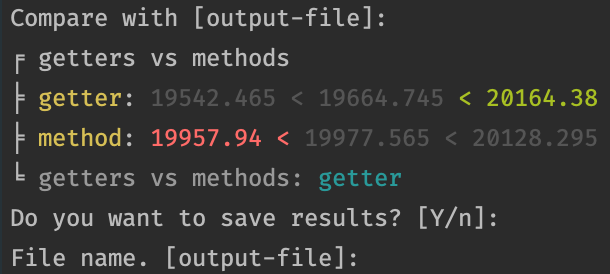 Compare with [output-file]:
╒ getters vs methods
╞ getter: 19542.465 < 19664.745 < 20164.38
╞ method: 19957.94 < 19977.565 < 20128.295
╘ getters vs methods: getter
Do you want to save results? [Y/n]:
File name. [output-file]: